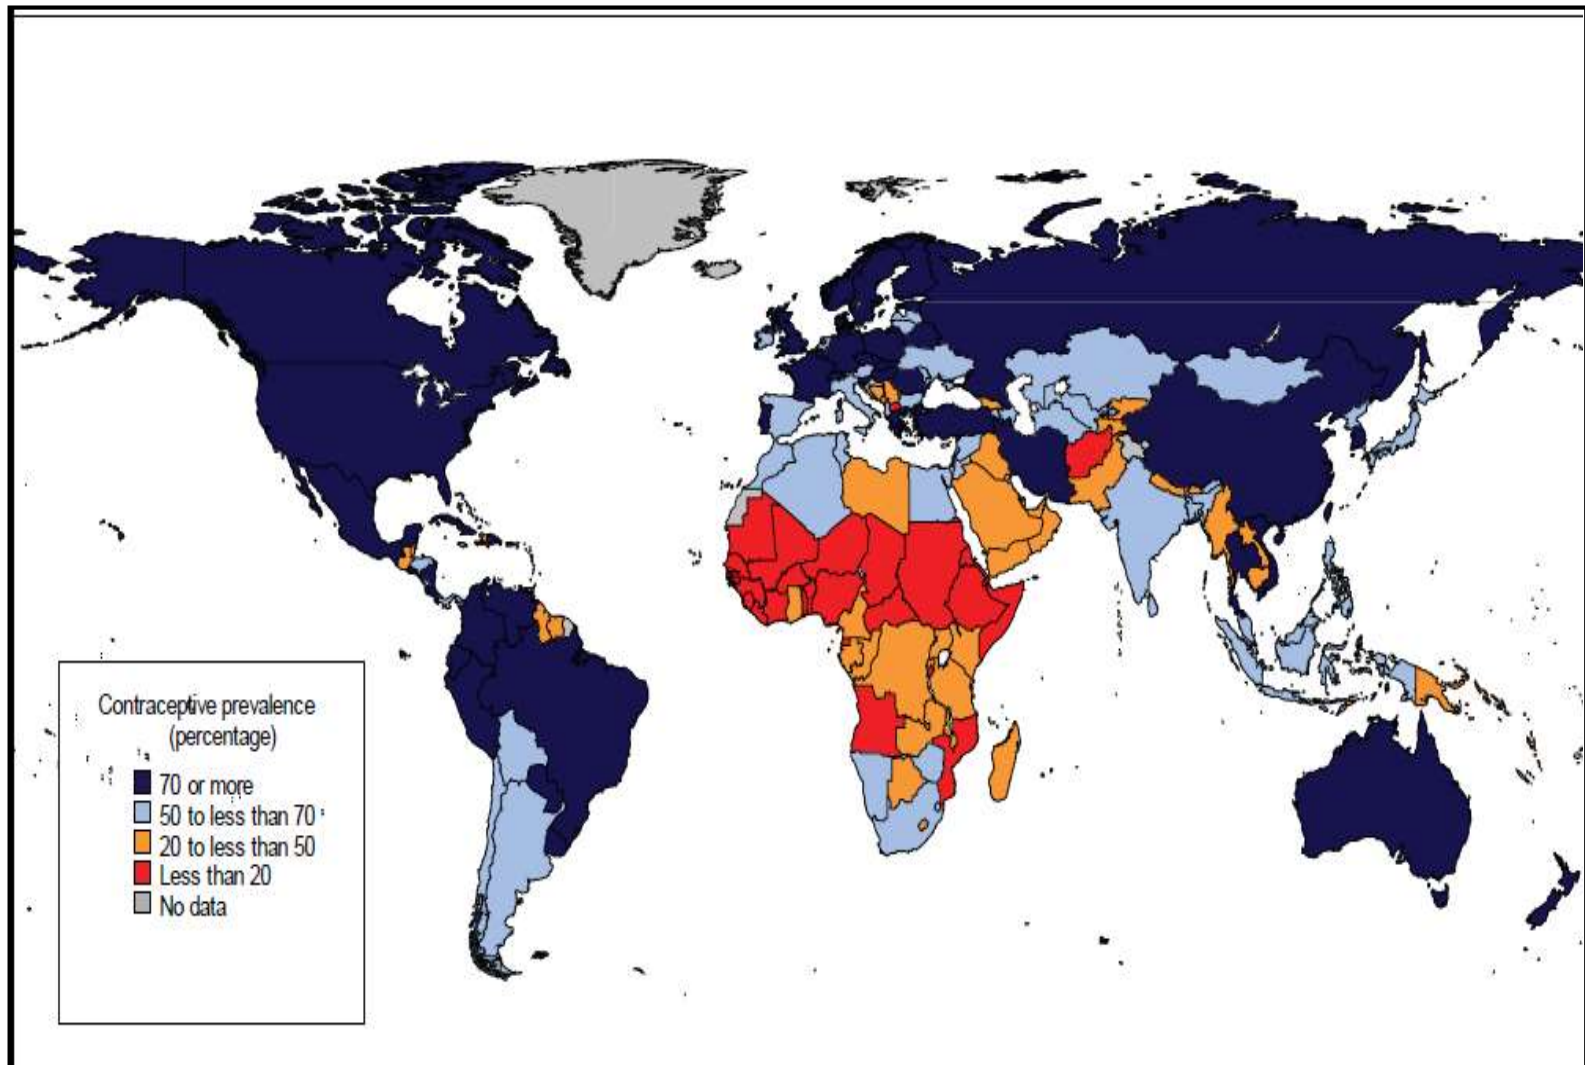 Contraceptive prevalence
(percentage)
70 or more
50 to less than 70
20 to less than 50
Less than 20
No data